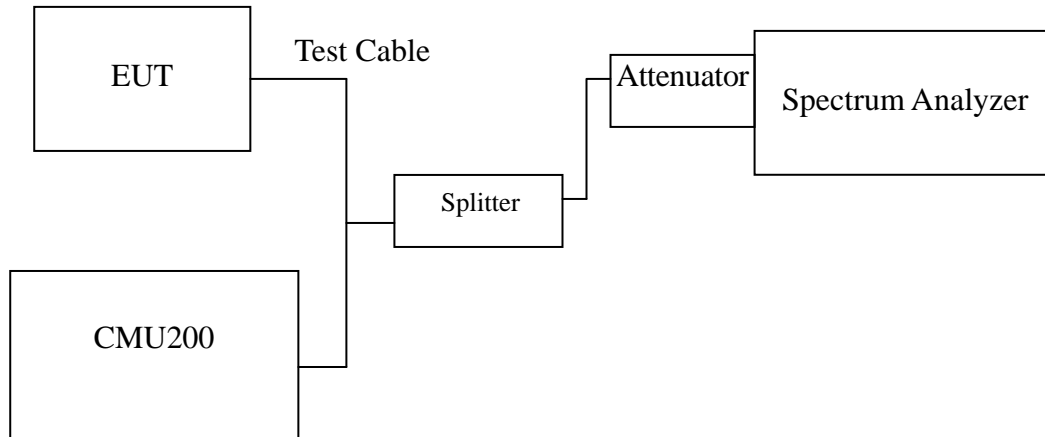 Test Cable
EUT
Attenuator
Spectrum Analyzer
Splitter
CMU200